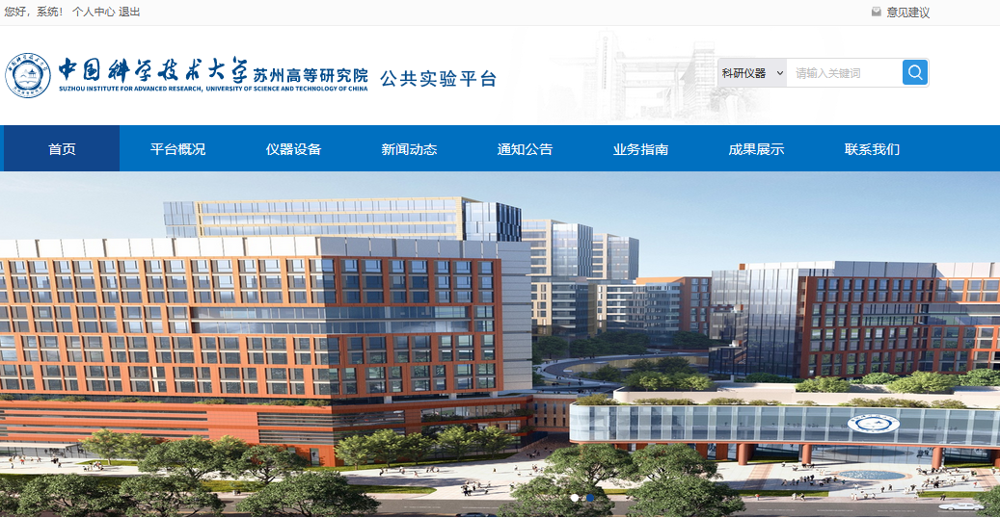 您好，系统！ 个人中心 退出
意见建议
中国科学技术大学苏州高等研究院 公共实验平台
SUZHOU INSTITUTE FOR ADVANCED RESEARCH, UNIVERSITY OF SCIENCE AND TECHNOLOGY OF CHINA
科研仪器 请输入关键词
首页 平台概况 仪器设备 新闻动态 通知公告 业务指南 成果展示 联系我们